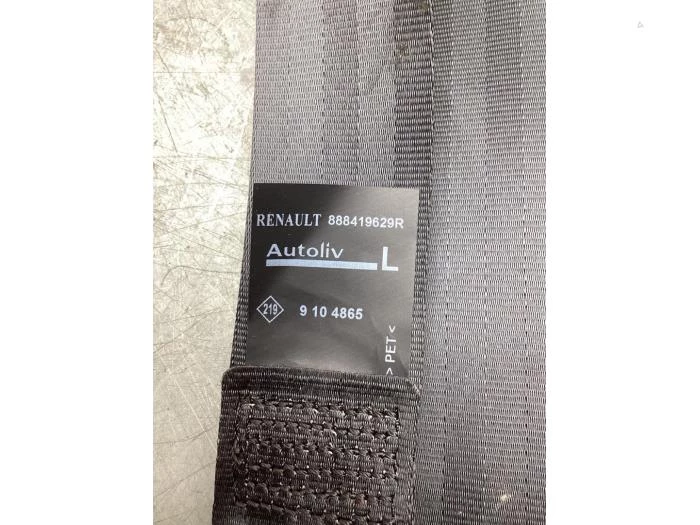 RENAULT 888419629R
Autoliv L
219 9 10 4865
> PET <